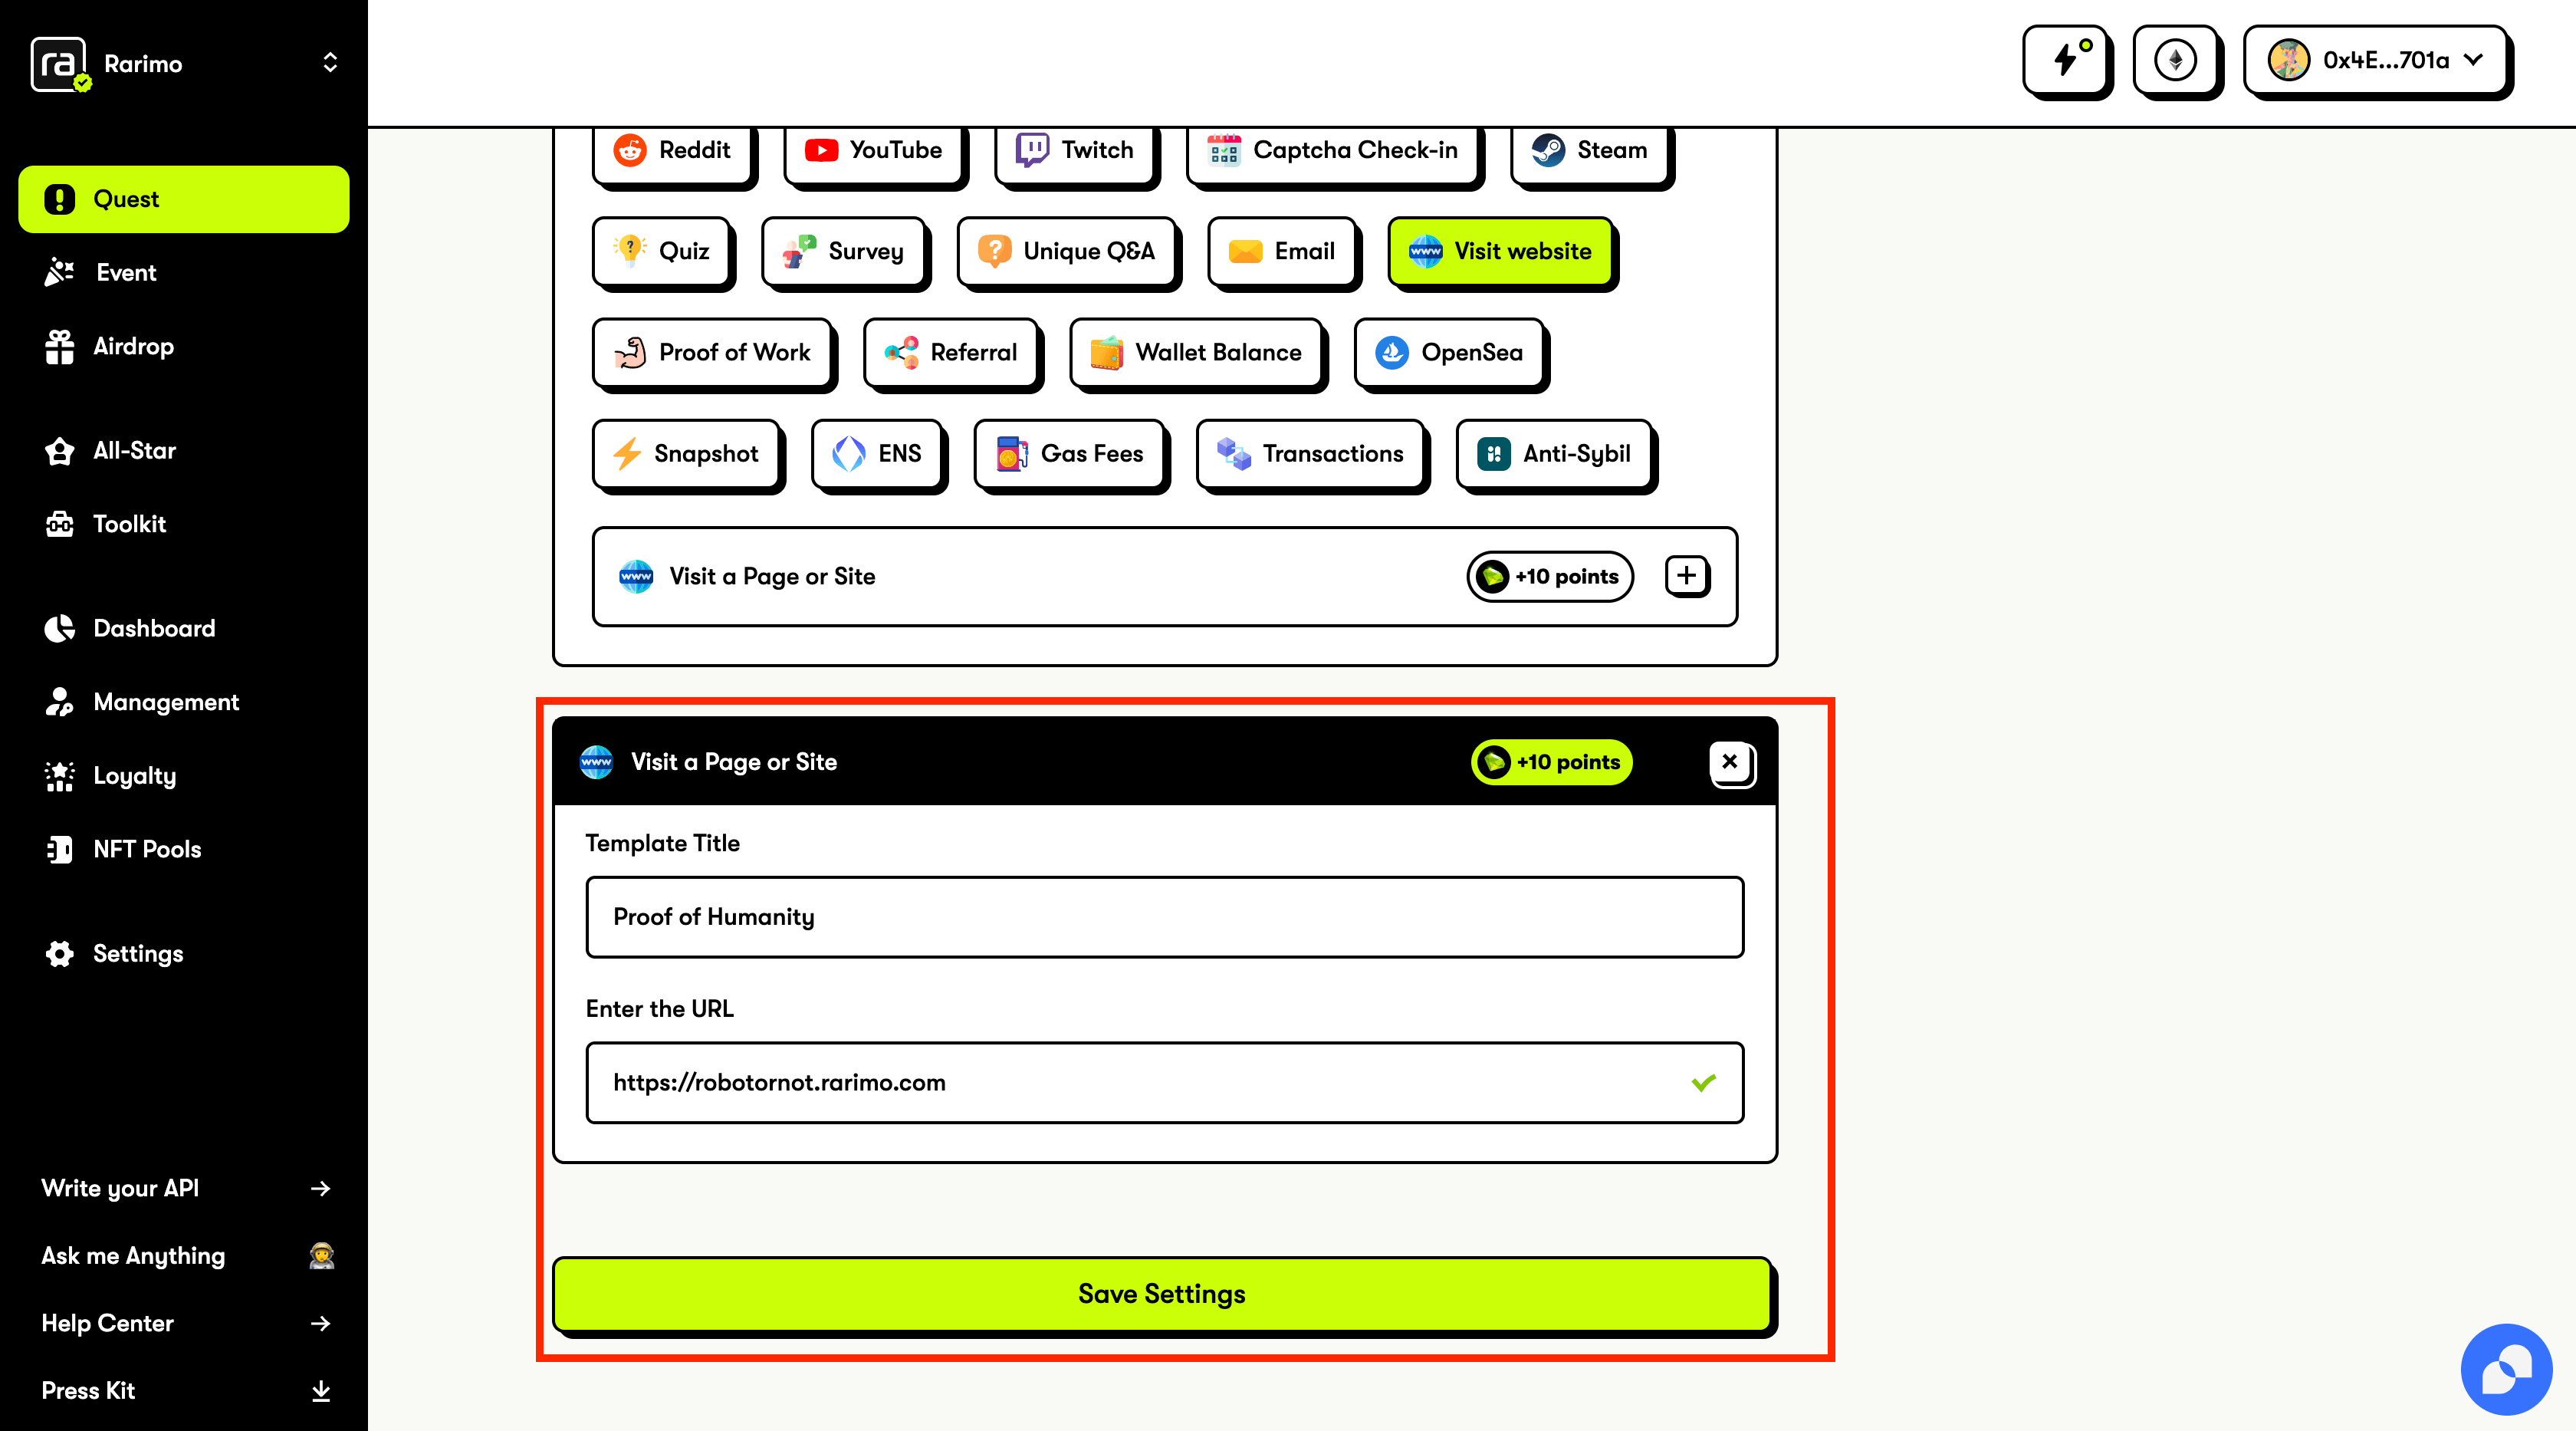 ra Rarimo
Quest
Event
Airdrop
All-Star
Toolkit
Dashboard
Management
Loyalty
NFT Pools
Settings
Write your API
Ask me Anything
Help Center
Press Kit
0x4E...701a
Reddit YouTube Twitch Captcha Check-in Steam
Quiz Survey Unique Q&A Email www Visit website
Proof of Work Referral Wallet Balance OpenSea
Snapshot ENS Gas Fees Transactions Anti-Sybil
www Visit a Page or Site +10 points
www Visit a Page or Site +10 points
Template Title
Proof of Humanity
Enter the URL
https://robotornot.rarimo.com
Save Settings